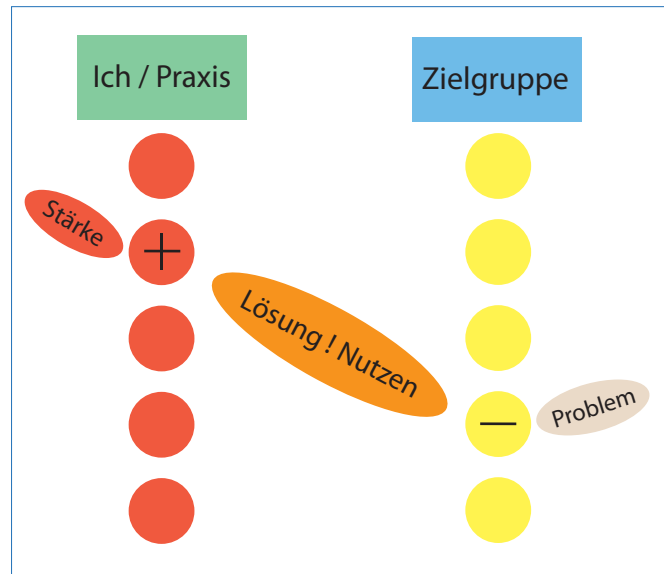 Ich / Praxis
Zielgruppe
Stärke
+
Lösung ! Nutzen
—
Problem